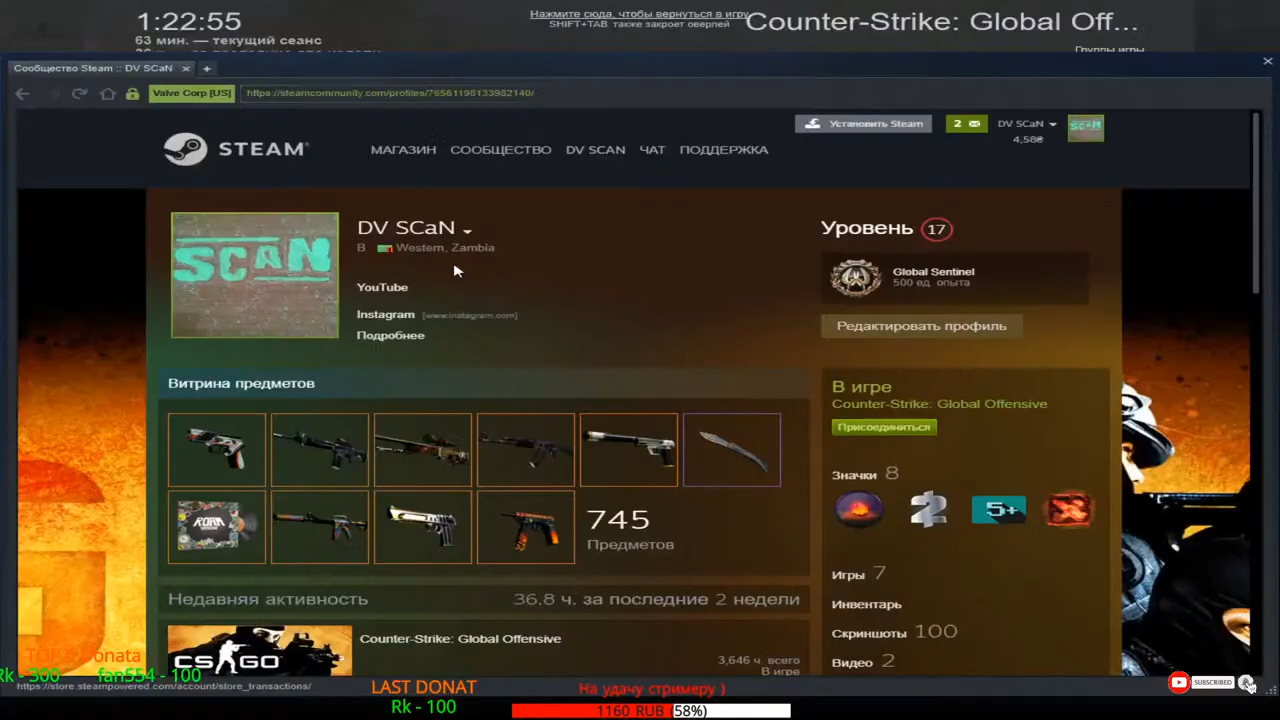 1:22:55
63 мин. — текущий сеанс
Нажмите сюда, чтобы вернуться в игру
SHIFT+TAB также закроет оверлей
Counter-Strike: Global Off...
Группы игры
Сообщество Steam :: DV SCaN × +
Valve Corp [US] https://steamcommunity.com/profiles/76561198133982140/
Установить Steam
2
DV SCaN
4,58₴
STEAM
МАГАЗИН СООБЩЕСТВО DV SCAN ЧАТ ПОДДЕРЖКА
SCAN
DV SCaN
В Western, Zambia
YouTube
Instagram [www.instagram.com]
Подробнее
Уровень 17
Global Sentinel
500 ед. опыта
Редактировать профиль
Витрина предметов
ROAM
745
Предметов
Недавняя активность 36.8 ч. за последние 2 недели
CS:GO
Counter-Strike: Global Offensive
3,646 ч. всего
В игре
В игре
Counter-Strike: Global Offensive
Присоединиться
Значки 8
2
5+
Игры 7
Инвентарь
Скриншоты 100
Видео 2
Rk - 300 fan554 - 100
https://store.steampowered.com/account/store_transactions/
LAST DONAT
Rk - 100
На удачу стримеру )
1160 RUB (58%)
SUBSCRIBED